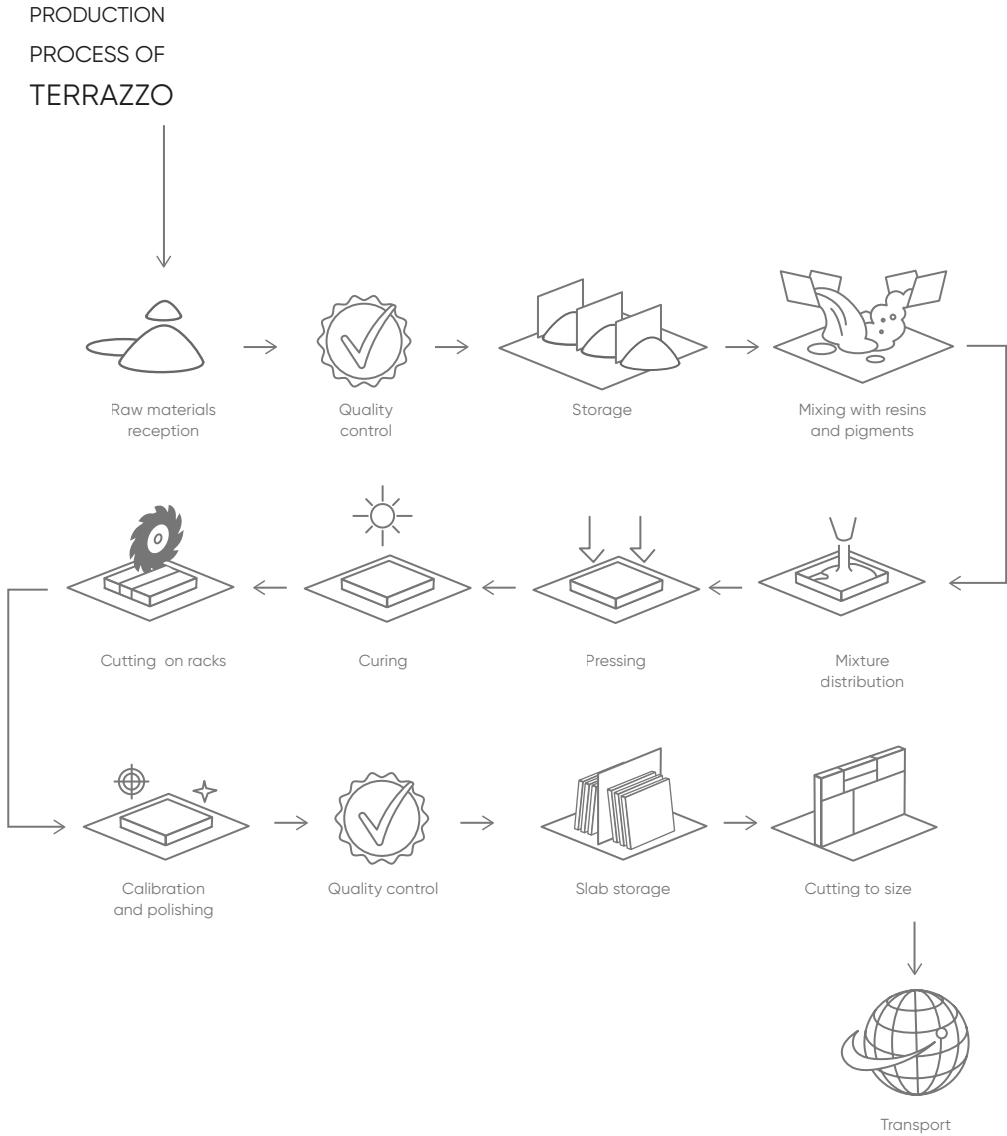 PRODUCTION
PROCESS OF
TERRAZZO
Raw materials
reception
Quality
control
Storage
Mixing with resins
and pigments
Mixture
distribution
Pressing
Curing
Cutting on racks
Calibration
and polishing
Quality control
Slab storage
Cutting to size
Transport